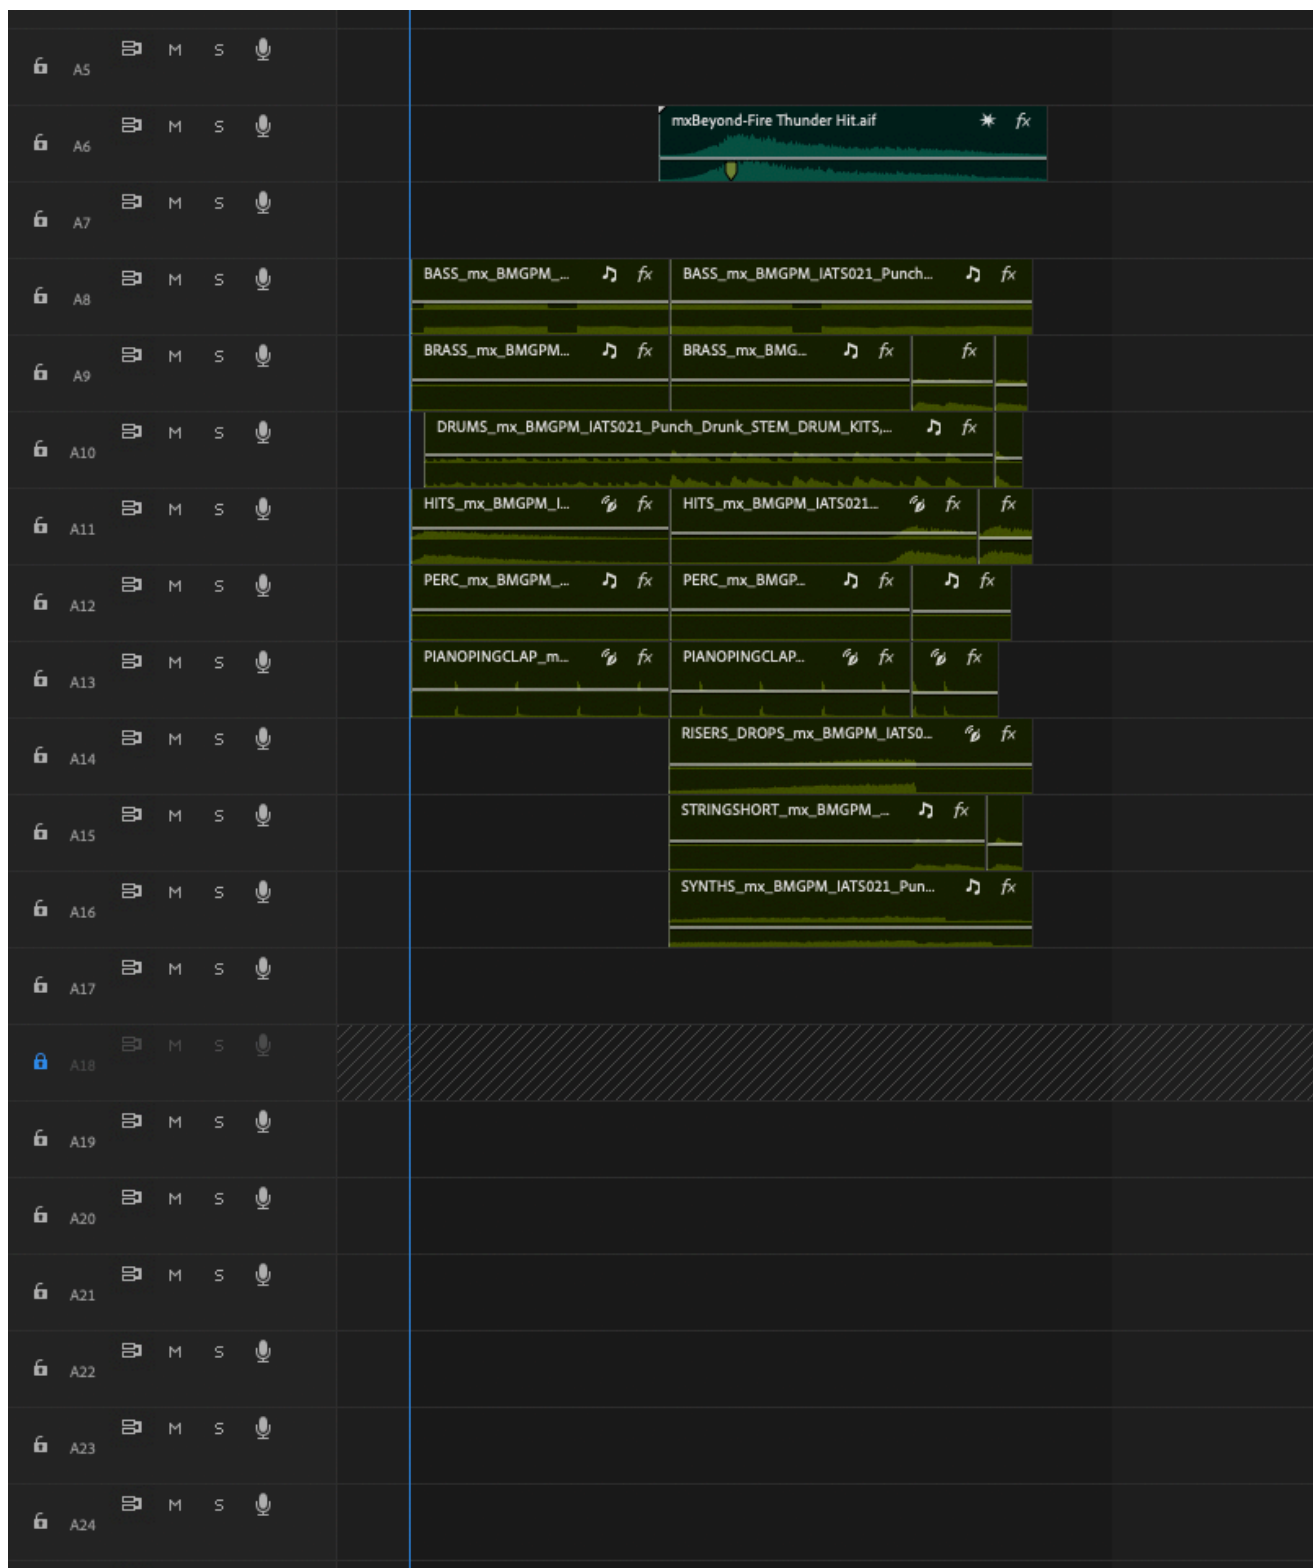 A5 M S
A6 M S mxBeyond-Fire Thunder Hit.aif fx
A7 M S
A8 M S BASS_mx_BMGPM_... fx BASS_mx_BMGPM_IATS021_Punch... fx
A9 M S BRASS_mx_BMGPM... fx BRASS_mx_BMG... fx fx
A10 M S DRUMS_mx_BMGPM_IATS021_Punch_Drunk_STEM_DRUM_KITS,... fx
A11 M S HITS_mx_BMGPM_I... fx HITS_mx_BMGPM_IATS021... fx fx
A12 M S PERC_mx_BMGPM_... fx PERC_mx_BMGP... fx fx
A13 M S PIANOPINGCLAP_m... fx PIANOPINGCLAP... fx fx
A14 M S RISERS_DROPS_mx_BMGPM_IATS0... fx
A15 M S STRINGSHORT_mx_BMGPM_... fx
A16 M S SYNTHS_mx_BMGPM_IATS021_Pun... fx
A17 M S
A18 M S
A19 M S
A20 M S
A21 M S
A22 M S
A23 M S
A24 M S